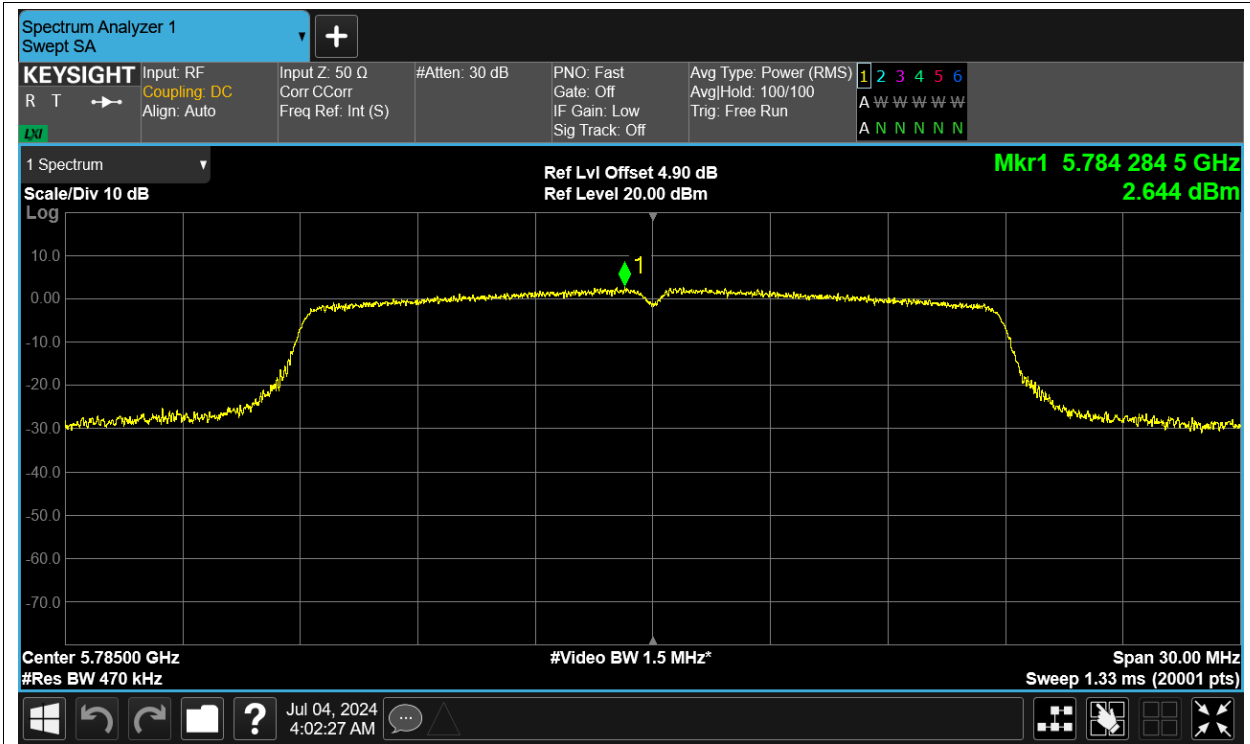 Spectrum Analyzer 1
Swept SA
KEYSIGHT
R T
LXI
Input: RF
Coupling: DC
Align: Auto
Input Z: 50 Ω
Corr CCorr
Freq Ref: Int (S)
#Atten: 30 dB
PNO: Fast
Gate: Off
IF Gain: Low
Sig Track: Off
Avg Type: Power (RMS)
Avg|Hold: 100/100
Trig: Free Run
1 2 3 4 5 6
A W W W W W
A N N N N N
1 Spectrum
Scale/Div 10 dB
Log
Ref Lvl Offset 4.90 dB
Ref Level 20.00 dBm
Mkr1 5.784 284 5 GHz
2.644 dBm
1
10.0
0.00
-10.0
-20.0
-30.0
-40.0
-50.0
-60.0
-70.0
Center 5.78500 GHz
#Res BW 470 kHz
#Video BW 1.5 MHz*
Span 30.00 MHz
Sweep 1.33 ms (20001 pts)
?
Jul 04, 2024
4:02:27 AM